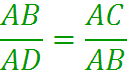 AB/AD = AC/AB